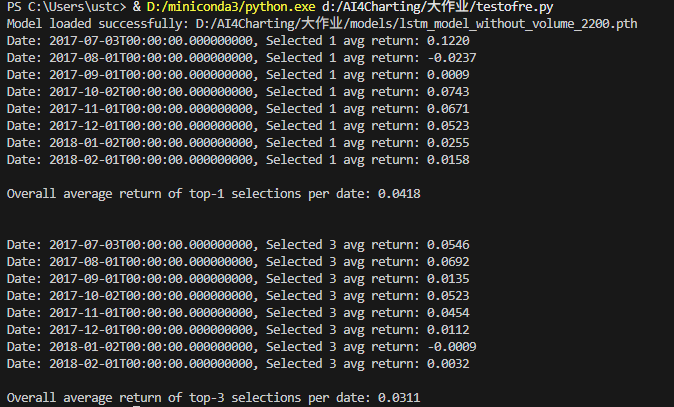 PS C:\Users\ustc> & D:/miniconda3/python.exe d:/AI4Charting/大作业/testofre.py
Model loaded successfully: D:/AI4Charting/大作业/models/lstm_model_without_volume_2200.pth
Date: 2017-07-03T00:00:00.000000000, Selected 1 avg return: 0.1220
Date: 2017-08-01T00:00:00.000000000, Selected 1 avg return: -0.0237
Date: 2017-09-01T00:00:00.000000000, Selected 1 avg return: 0.0009
Date: 2017-10-02T00:00:00.000000000, Selected 1 avg return: 0.0743
Date: 2017-11-01T00:00:00.000000000, Selected 1 avg return: 0.0671
Date: 2017-12-01T00:00:00.000000000, Selected 1 avg return: 0.0523
Date: 2018-01-02T00:00:00.000000000, Selected 1 avg return: 0.0255
Date: 2018-02-01T00:00:00.000000000, Selected 1 avg return: 0.0158
Overall average return of top-1 selections per date: 0.0418
Date: 2017-07-03T00:00:00.000000000, Selected 3 avg return: 0.0546
Date: 2017-08-01T00:00:00.000000000, Selected 3 avg return: 0.0692
Date: 2017-09-01T00:00:00.000000000, Selected 3 avg return: 0.0135
Date: 2017-10-02T00:00:00.000000000, Selected 3 avg return: 0.0523
Date: 2017-11-01T00:00:00.000000000, Selected 3 avg return: 0.0454
Date: 2017-12-01T00:00:00.000000000, Selected 3 avg return: 0.0112
Date: 2018-01-02T00:00:00.000000000, Selected 3 avg return: -0.0009
Date: 2018-02-01T00:00:00.000000000, Selected 3 avg return: 0.0032
Overall average return of top-3 selections per date: 0.0311